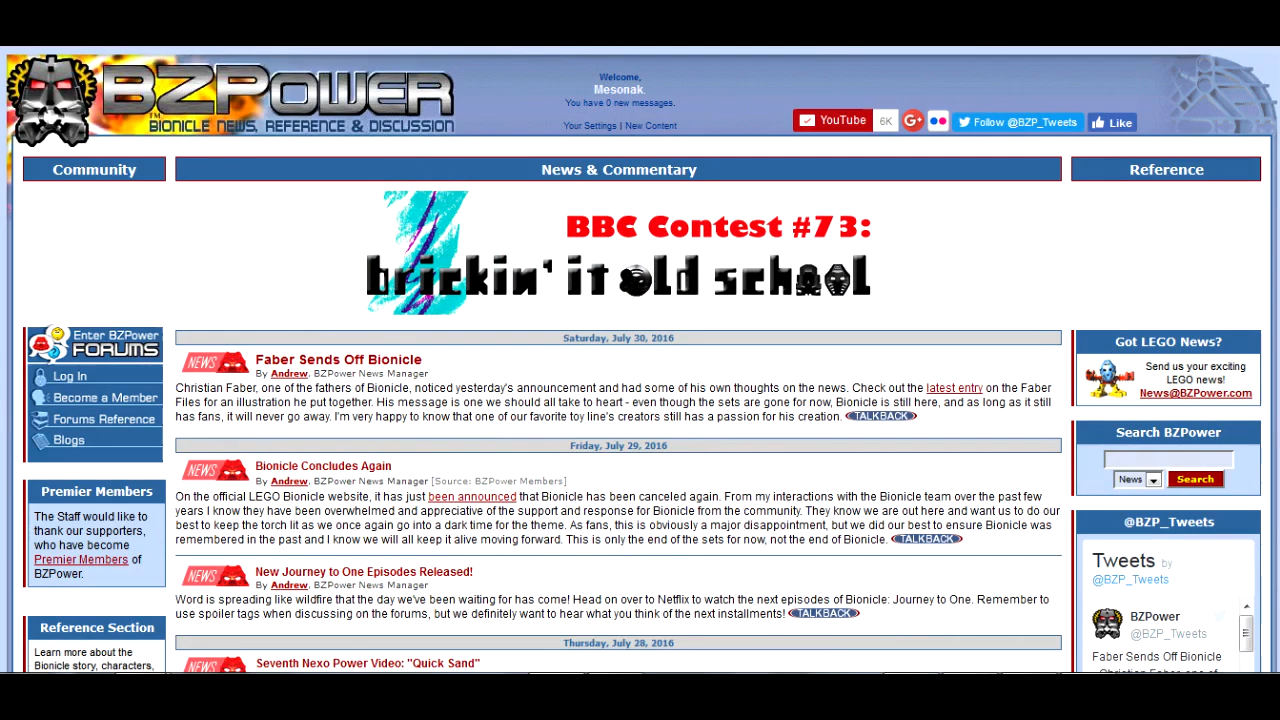 BZPOWER
TM
BIONICLE NEWS, REFERENCE & DISCUSSION
Welcome,
Mesonak.
You have 0 new messages.
Your Settings | New Content
YouTube 6K
G+
Follow @BZP_Tweets
Like
Community
News & Commentary
Reference
BBC Contest #73:
brickin' it old school
Enter BZPower
FORUMS
Log In
Become a Member
Forums Reference
Blogs
Premier Members
The Staff would like to
thank our supporters,
who have become
Premier Members of
BZPower.
Reference Section
Learn more about the
Bionicle story, characters,
Saturday, July 30, 2016
NEWS
Faber Sends Off Bionicle
By Andrew, BZPower News Manager
Christian Faber, one of the fathers of Bionicle, noticed yesterday's announcement and had some of his own thoughts on the news. Check out the latest entry on the Faber
Files for an illustration he put together. His message is one we should all take to heart - even though the sets are gone for now, Bionicle is still here, and as long as it still
has fans, it will never go away. I'm very happy to know that one of our favorite toy line's creators still has a passion for his creation. TALKBACK
Friday, July 29, 2016
NEWS
Bionicle Concludes Again
By Andrew, BZPower News Manager [Source: BZPower Members]
On the official LEGO Bionicle website, it has just been announced that Bionicle has been canceled again. From my interactions with the Bionicle team over the past few
years I know they have been overwhelmed and appreciative of the support and response for Bionicle from the community. They know we are out here and want us to do our
best to keep the torch lit as we once again go into a dark time for the theme. As fans, this is obviously a major disappointment, but we did our best to ensure Bionicle was
remembered in the past and I know we will all keep it alive moving forward. This is only the end of the sets for now, not the end of Bionicle. TALKBACK
NEWS
New Journey to One Episodes Released!
By Andrew, BZPower News Manager
Word is spreading like wildfire that the day we've been waiting for has come! Head on over to Netflix to watch the next episodes of Bionicle: Journey to One. Remember to
use spoiler tags when discussing on the forums, but we definitely want to hear what you think of the next installments! TALKBACK
Thursday, July 28, 2016
NEWS
Seventh Nexo Power Video: "Quick Sand"
Got LEGO News?
Send us your exciting
LEGO news!
News@BZPower.com
Search BZPower
News
Search
@BZP_Tweets
Tweets by
@BZP_Tweets
BZPower
@BZP_Tweets
Faber Sends Off Bionicle
Christian Faber, one of